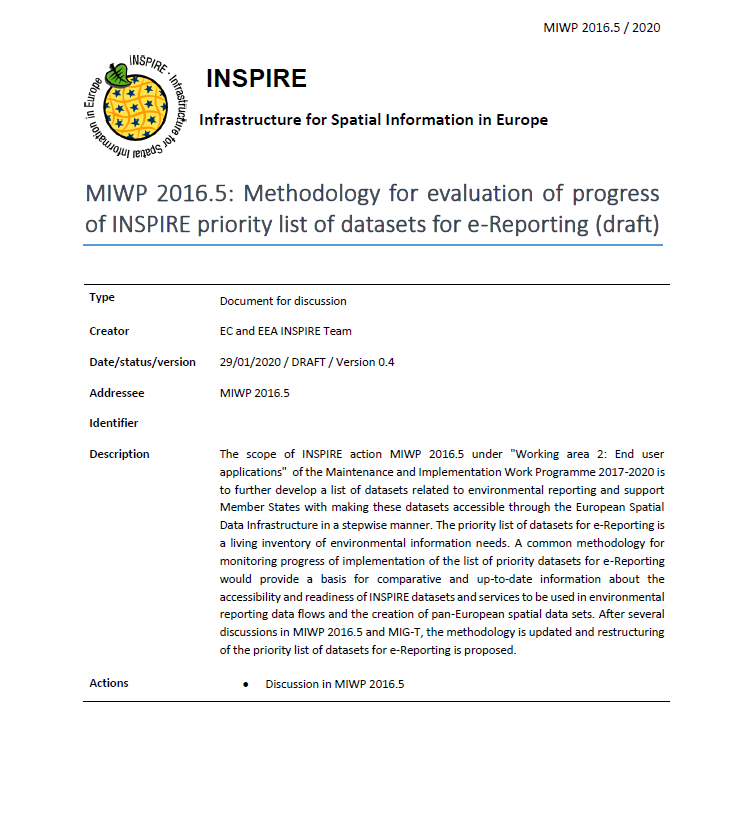 MIWP 2016.5 / 2020
INSPIRE - Infrastructure for Spatial Information in Europe
INSPIRE
Infrastructure for Spatial Information in Europe
MIWP 2016.5: Methodology for evaluation of progress
of INSPIRE priority list of datasets for e-Reporting (draft)
Type Document for discussion
Creator EC and EEA INSPIRE Team
Date/status/version 29/01/2020 / DRAFT / Version 0.4
Addressee MIWP 2016.5
Identifier
Description The scope of INSPIRE action MIWP 2016.5 under "Working area 2: End user
applications" of the Maintenance and Implementation Work Programme 2017-2020 is
to further develop a list of datasets related to environmental reporting and support
Member States with making these datasets accessible through the European Spatial
Data Infrastructure in a stepwise manner. The priority list of datasets for e-Reporting is
a living inventory of environmental information needs. A common methodology for
monitoring progress of implementation of the list of priority datasets for e-Reporting
would provide a basis for comparative and up-to-date information about the
accessibility and readiness of INSPIRE datasets and services to be used in environmental
reporting data flows and the creation of pan-European spatial data sets. After several
discussions in MIWP 2016.5 and MIG-T, the methodology is updated and restructuring
of the priority list of datasets for e-Reporting is proposed.
Actions • Discussion in MIWP 2016.5